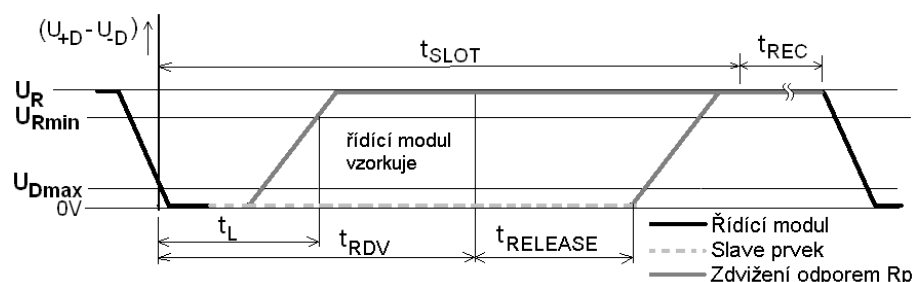 (U+D - U-D)
tSLOT
tREC
UR
URmin
řídící modul
vzorkuje
UDmax
0V
tL
tRDV
tRELEASE
Řídící modul
Slave prvek
Zdvižení odporem Rp